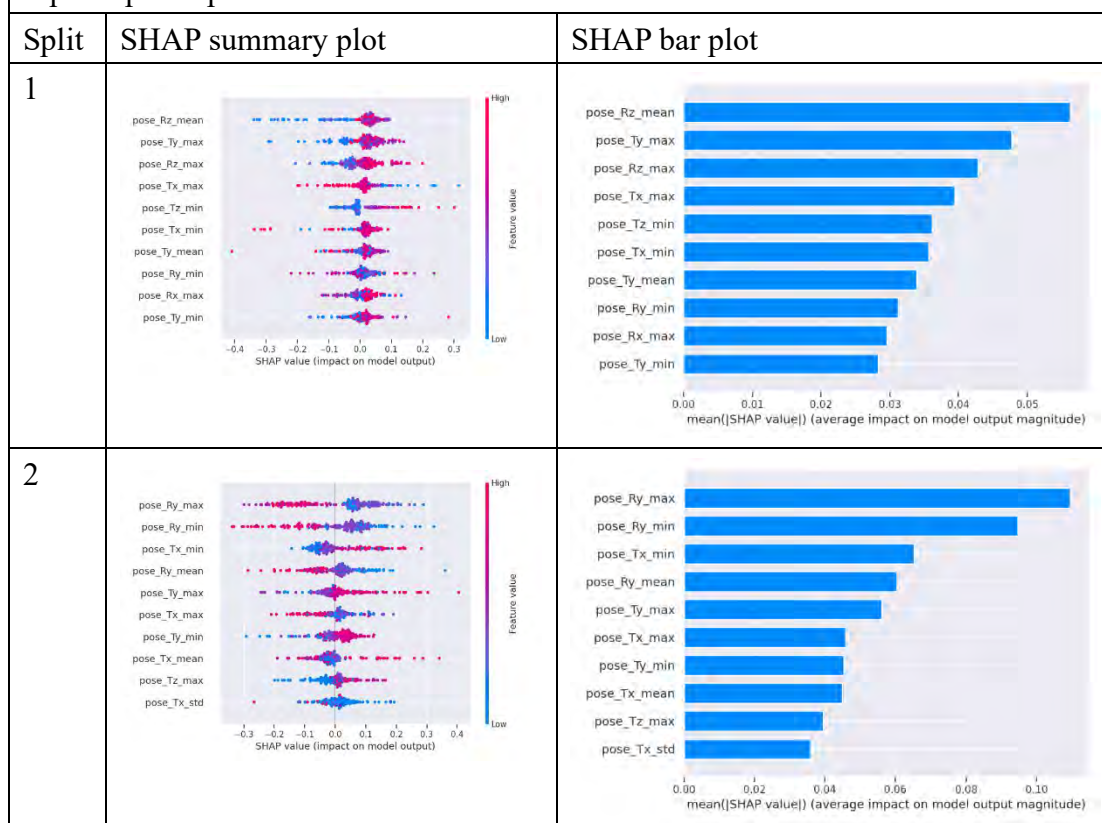 Split SHAP summary plot SHAP bar plot
1
High
pose_Rz_mean
pose_Ty_max
pose_Rz_max
pose_Tx_max
pose_Tz_min
pose_Tx_min
pose_Ty_mean
pose_Ry_min
pose_Rx_max
pose_Ty_min
Feature value
Low
−0.4 −0.3 −0.2 −0.1 0.0 0.1 0.2 0.3
SHAP value (impact on model output)
pose_Rz_mean
pose_Ty_max
pose_Rz_max
pose_Tx_max
pose_Tz_min
pose_Tx_min
pose_Ty_mean
pose_Ry_min
pose_Rx_max
pose_Ty_min
0.00 0.01 0.02 0.03 0.04 0.05
mean(|SHAP value|) (average impact on model output magnitude)
2
High
pose_Ry_max
pose_Ry_min
pose_Tx_min
pose_Ry_mean
pose_Ty_max
pose_Tx_max
pose_Ty_min
pose_Tx_mean
pose_Tz_max
pose_Tx_std
Feature value
Low
−0.3 −0.2 −0.1 0.0 0.1 0.2 0.3 0.4
SHAP value (impact on model output)
pose_Ry_max
pose_Ry_min
pose_Tx_min
pose_Ry_mean
pose_Ty_max
pose_Tx_max
pose_Ty_min
pose_Tx_mean
pose_Tz_max
pose_Tx_std
0.00 0.02 0.04 0.06 0.08 0.10
mean(|SHAP value|) (average impact on model output magnitude)